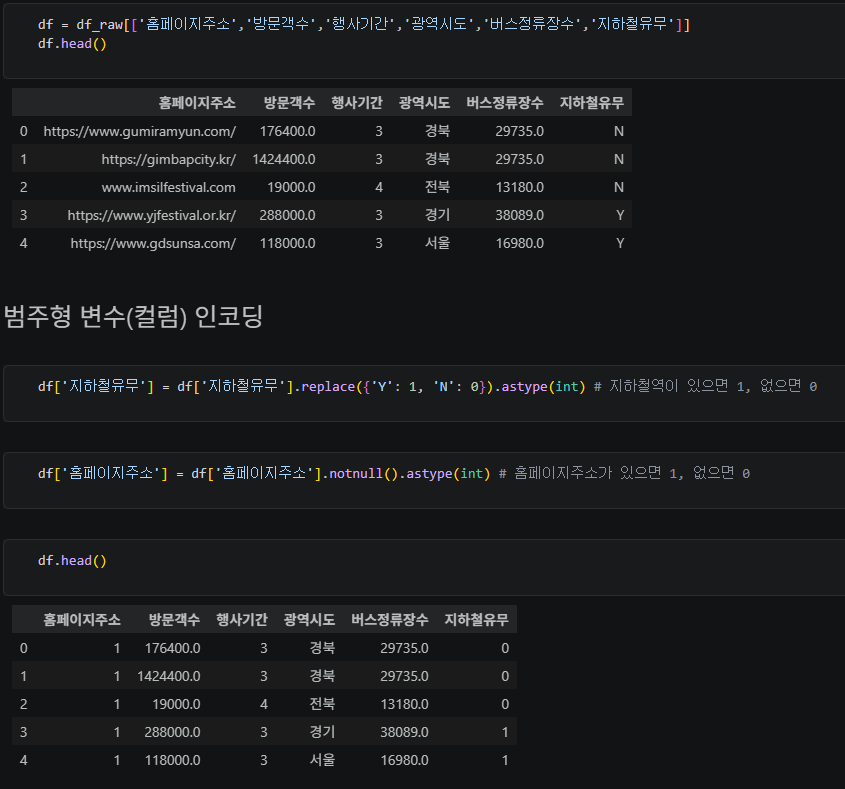 df = df_raw[['홈페이지주소','방문객수','행사기간','광역시도','버스정류장수','지하철유무']]
df.head()
홈페이지주소 방문객수 행사기간 광역시도 버스정류장수 지하철유무
0 https://www.gumiramyun.com/ 176400.0 3 경북 29735.0 N
1 https://gimbapcity.kr/ 1424400.0 3 경북 29735.0 N
2 www.imsilfestival.com 19000.0 4 전북 13180.0 N
3 https://www.yjfestival.or.kr/ 288000.0 3 경기 38089.0 Y
4 https://www.gdsunsa.com/ 118000.0 3 서울 16980.0 Y
범주형 변수(컬럼) 인코딩
df['지하철유무'] = df['지하철유무'].replace({'Y': 1, 'N': 0}).astype(int) # 지하철역이 있으면 1, 없으면 0
df['홈페이지주소'] = df['홈페이지주소'].notnull().astype(int) # 홈페이지주소가 있으면 1, 없으면 0
df.head()
홈페이지주소 방문객수 행사기간 광역시도 버스정류장수 지하철유무
0 1 176400.0 3 경북 29735.0 0
1 1 1424400.0 3 경북 29735.0 0
2 1 19000.0 4 전북 13180.0 0
3 1 288000.0 3 경기 38089.0 1
4 1 118000.0 3 서울 16980.0 1